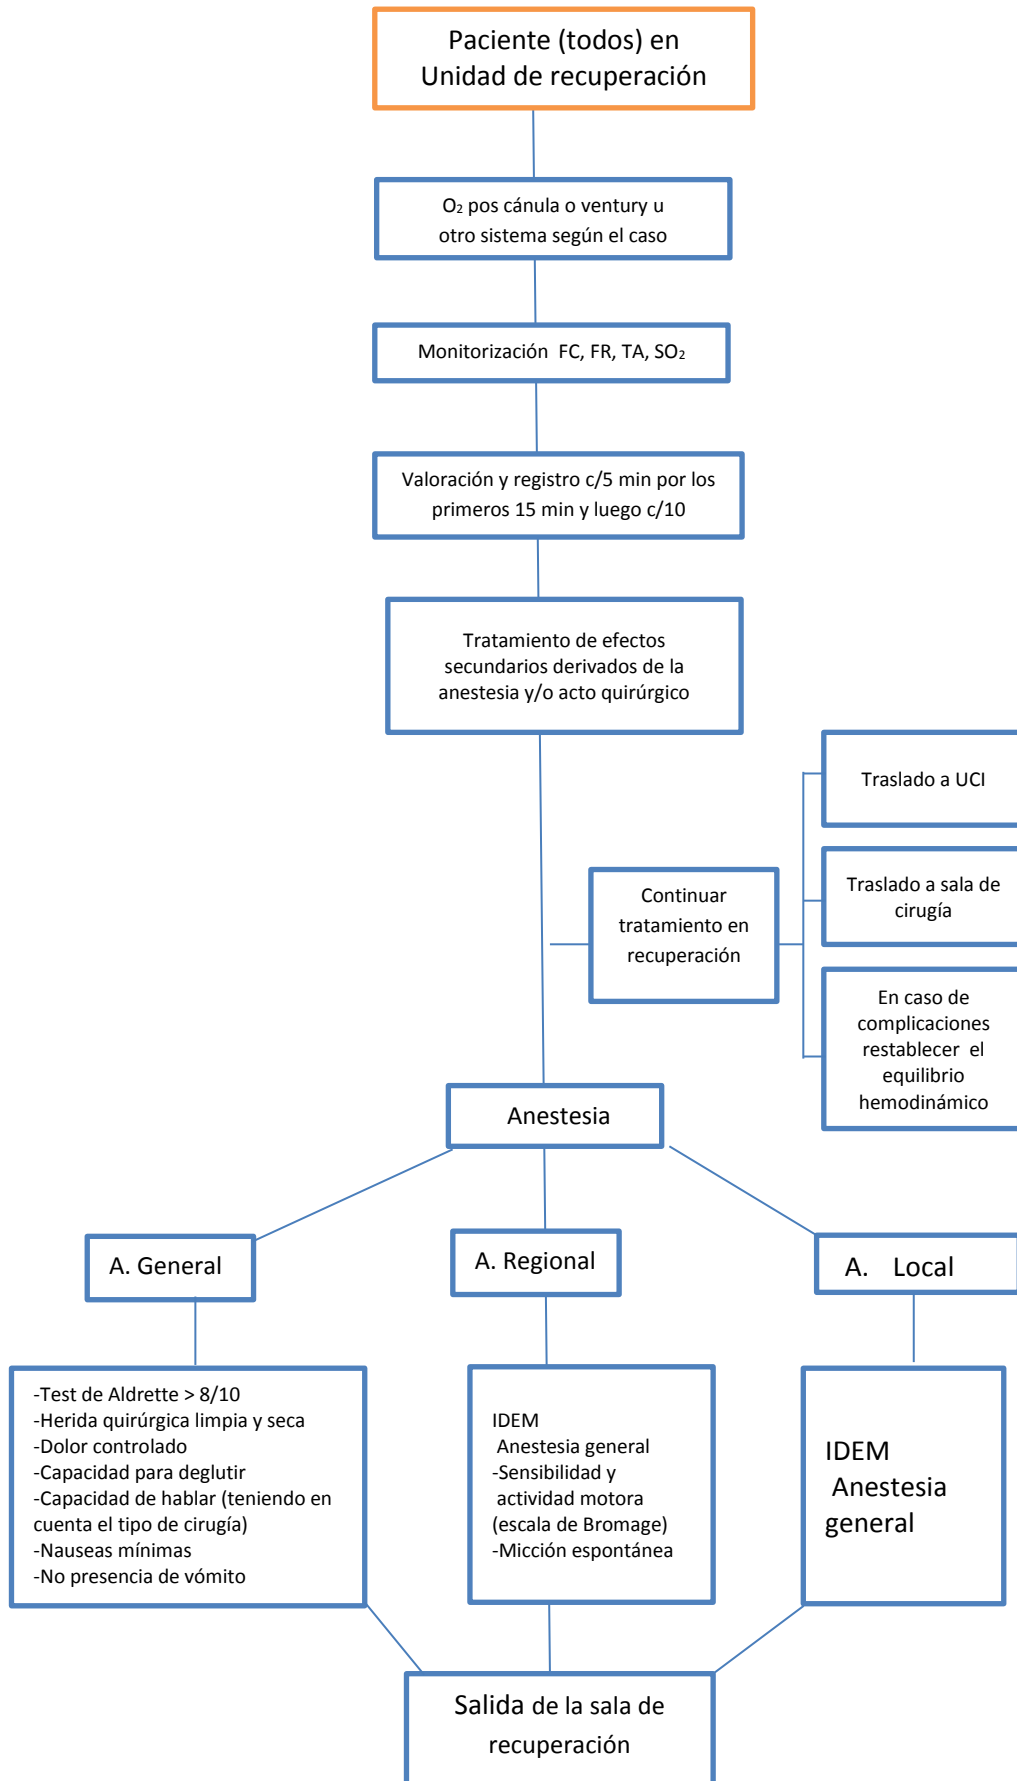 Paciente (todos) en
Unidad de recuperación
O₂ pos cánula o ventury u
otro sistema según el caso
Monitorización  FC, FR, TA, SO₂
Valoración y registro c/5 min por los
primeros 15 min y luego c/10
Tratamiento de efectos
secundarios derivados de la
anestesia y/o acto quirúrgico
Traslado a UCI
Continuar
tratamiento en
recuperación
Traslado a sala de
cirugía
En caso de
complicaciones
restablecer  el
equilibrio
hemodinámico
Anestesia
A. General
A. Regional
A.   Local
-Test de Aldrette > 8/10
-Herida quirúrgica limpia y seca
-Dolor controlado
-Capacidad para deglutir
-Capacidad de hablar (teniendo en
cuenta el tipo de cirugía)
-Nauseas mínimas
-No presencia de vómito
IDEM
Anestesia general
-Sensibilidad y
actividad motora
(escala de Bromage)
-Micción espontánea
IDEM
Anestesia
general
Salida de la sala de
recuperación